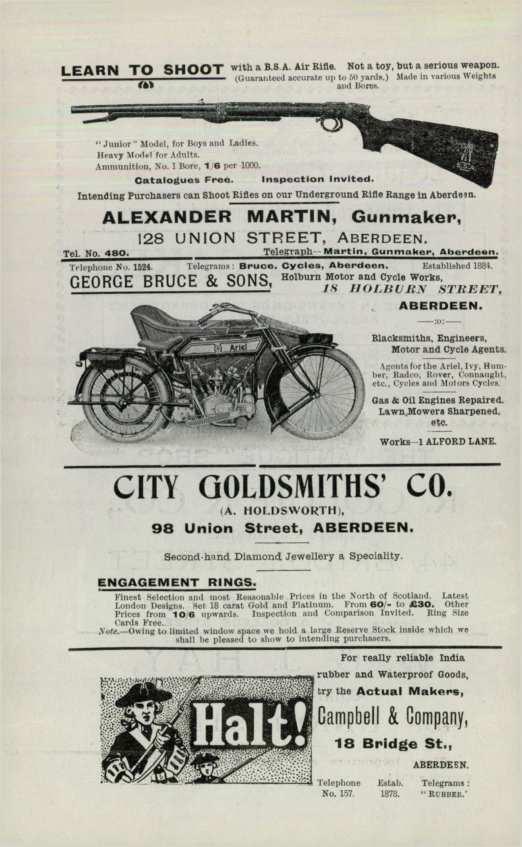 LEARN TO SHOOT with a B.S.A. Air Rifle. Not a toy, but a serious weapon.
(Guaranteed accurate up to 50 yards.) Made in various Weights
and Bores.
"Junior" Model, for Boys and Ladies.
Heavy Model for Adults.
Ammunition, No. 1 Bore, 1/6 per 1000.
Catalogues Free. Inspection Invited.
Intending Purchasers can Shoot Rifles on our Underground Rifle Range in Aberdeen.
ALEXANDER MARTIN, Gunmaker,
128 UNION STREET, ABERDEEN.
Tel. No. 480. Telegraph—Martin, Gunmaker, Aberdeen.
Telephone No. 1524. Telegrams: Bruce, Cycles, Aberdeen. Established 1884.
GEORGE BRUCE & SONS, Holburn Motor and Cycle Works,
18 HOLBURN STREET,
ABERDEEN.
Ariel
Blacksmiths, Engineers,
Motor and Cycle Agents.
Agents for the Ariel, Ivy, Hum-
ber, Radco, Rover, Connaught,
etc., Cycles and Motors Cycles.
Gas & Oil Engines Repaired.
Lawn Mowers Sharpened,
etc.
Works—1 ALFORD LANE.
CITY GOLDSMITHS' CO.
(A. HOLDSWORTH),
98 Union Street, ABERDEEN.
Second-hand Diamond Jewellery a Speciality.
ENGAGEMENT RINGS.
Finest Selection and most Reasonable Prices in the North of Scotland. Latest
London Designs. Set 18 carat Gold and Platinum. From 60/- to £30. Other
Prices from 10/6 upwards. Inspection and Comparison Invited. Ring Size
Cards Free.
Note.—Owing to limited window space we hold a large Reserve Stock inside which we
shall be pleased to show to intending purchasers.
Halt!
For really reliable India
rubber and Waterproof Goods,
try the Actual Makers,
Campbell & Company,
18 Bridge St.,
ABERDEEN.
Telephone Estab. Telegrams:
No. 157. 1878. "RUBBER."